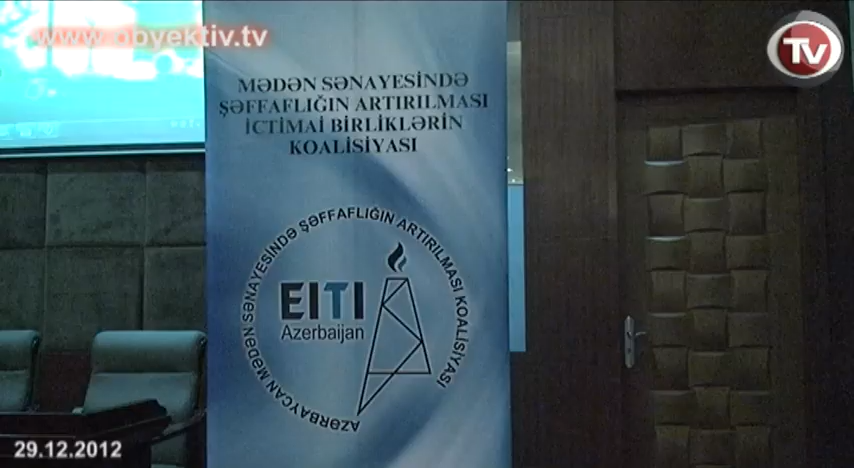 www.obyektiv.tv
TV
MƏDƏN SƏNAYESİNDƏ
ŞƏFFAFLIĞIN ARTIRILMASI
İCTİMAİ BİRLİKLƏRİN
KOALİSİYASI
AZƏRBAYCAN MƏDƏN SƏNAYESİNDƏ ŞƏFFAFLIĞIN ARTIRILMASI KOALİSİYASI
EITI
Azerbaijan
29.12.2012